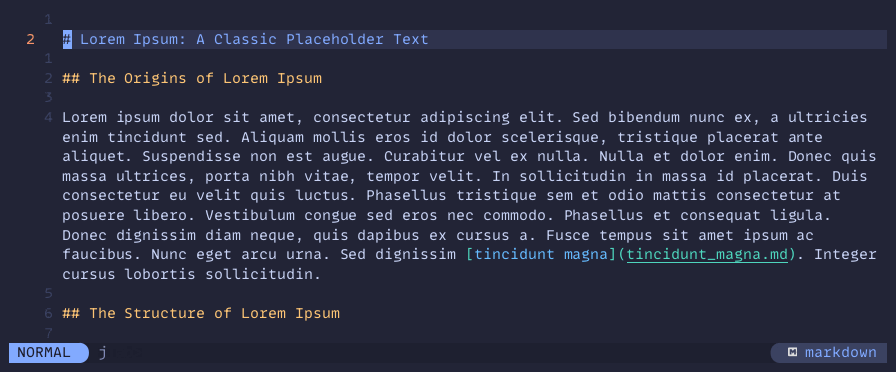 1
2 # Lorem Ipsum: A Classic Placeholder Text
1
2 ## The Origins of Lorem Ipsum
3
4 Lorem ipsum dolor sit amet, consectetur adipiscing elit. Sed bibendum nunc ex, a ultricies
enim tincidunt sed. Aliquam mollis eros id dolor scelerisque, tristique placerat ante
aliquet. Suspendisse non est augue. Curabitur vel ex nulla. Nulla et dolor enim. Donec quis
massa ultrices, porta nibh vitae, tempor velit. In sollicitudin in massa id placerat. Duis
consectetur eu velit quis luctus. Phasellus tristique sem et odio mattis consectetur at
posuere libero. Vestibulum congue sed eros nec commodo. Phasellus et consequat ligula.
Donec dignissim diam neque, quis dapibus ex cursus a. Fusce tempus sit amet ipsum ac
faucibus. Nunc eget arcu urna. Sed dignissim [tincidunt magna](tincidunt_magna.md). Integer
cursus lobortis sollicitudin.
5
6 ## The Structure of Lorem Ipsum
7
NORMAL j M markdown